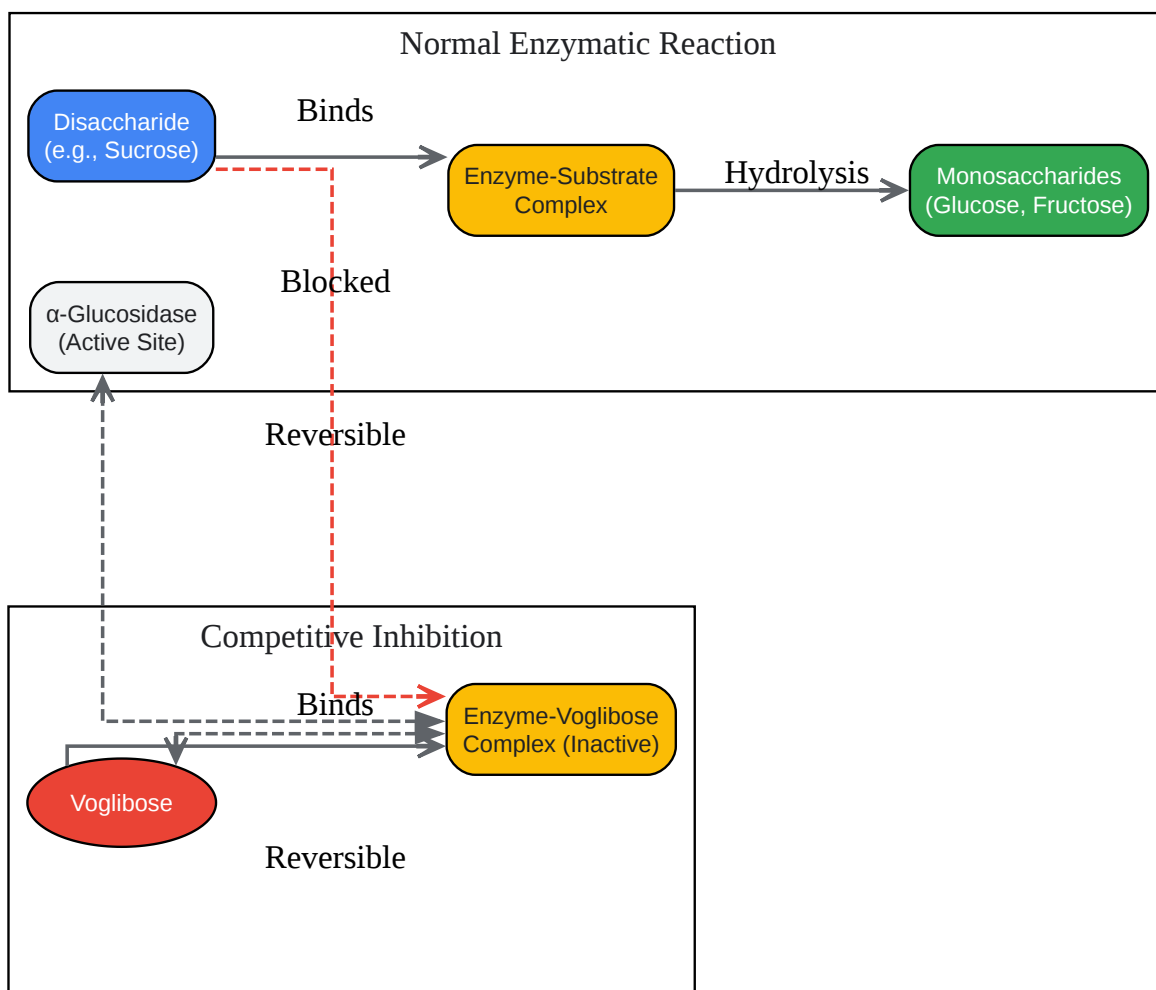 Normal Enzymatic Reaction
Disaccharide
(e.g., Sucrose)
Binds
Enzyme-Substrate
Complex
Hydrolysis
Monosaccharides
(Glucose, Fructose)
Blocked
α-Glucosidase
(Active Site)
Reversible
Competitive Inhibition
Binds
Enzyme-Voglibose
Complex (Inactive)
Voglibose
Reversible